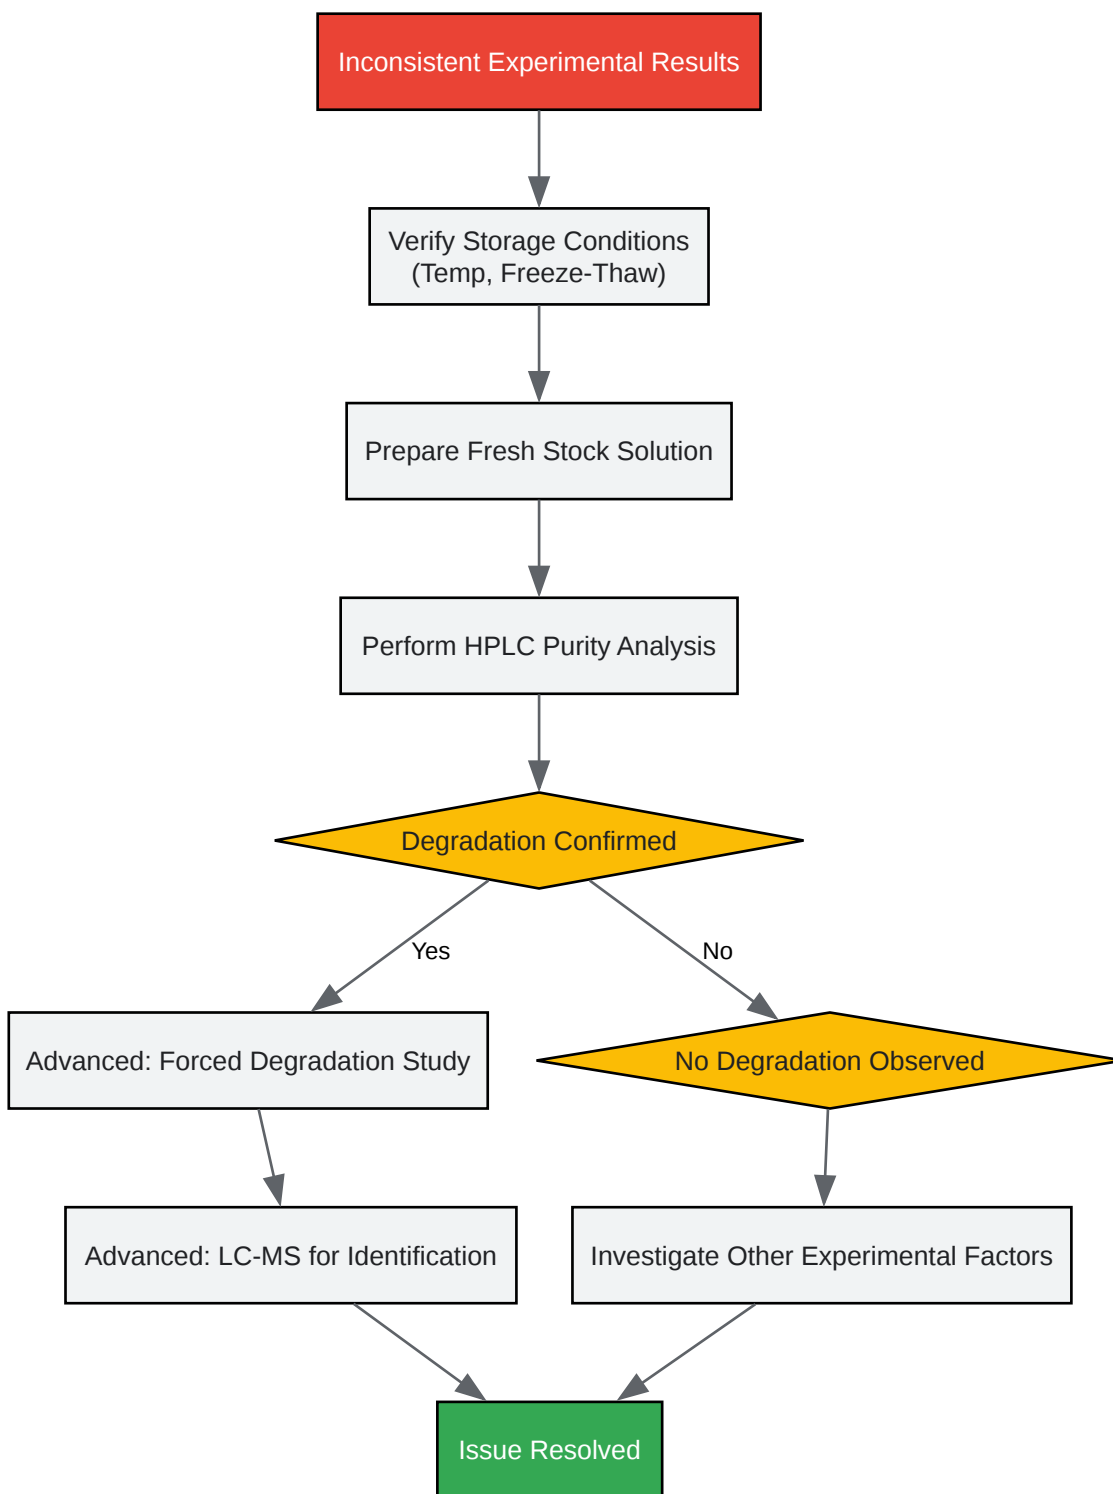 Inconsistent Experimental Results
Verify Storage Conditions
(Temp, Freeze-Thaw)
Prepare Fresh Stock Solution
Perform HPLC Purity Analysis
Degradation Confirmed
Yes
No
Advanced: Forced Degradation Study
No Degradation Observed
Advanced: LC-MS for Identification
Investigate Other Experimental Factors
Issue Resolved